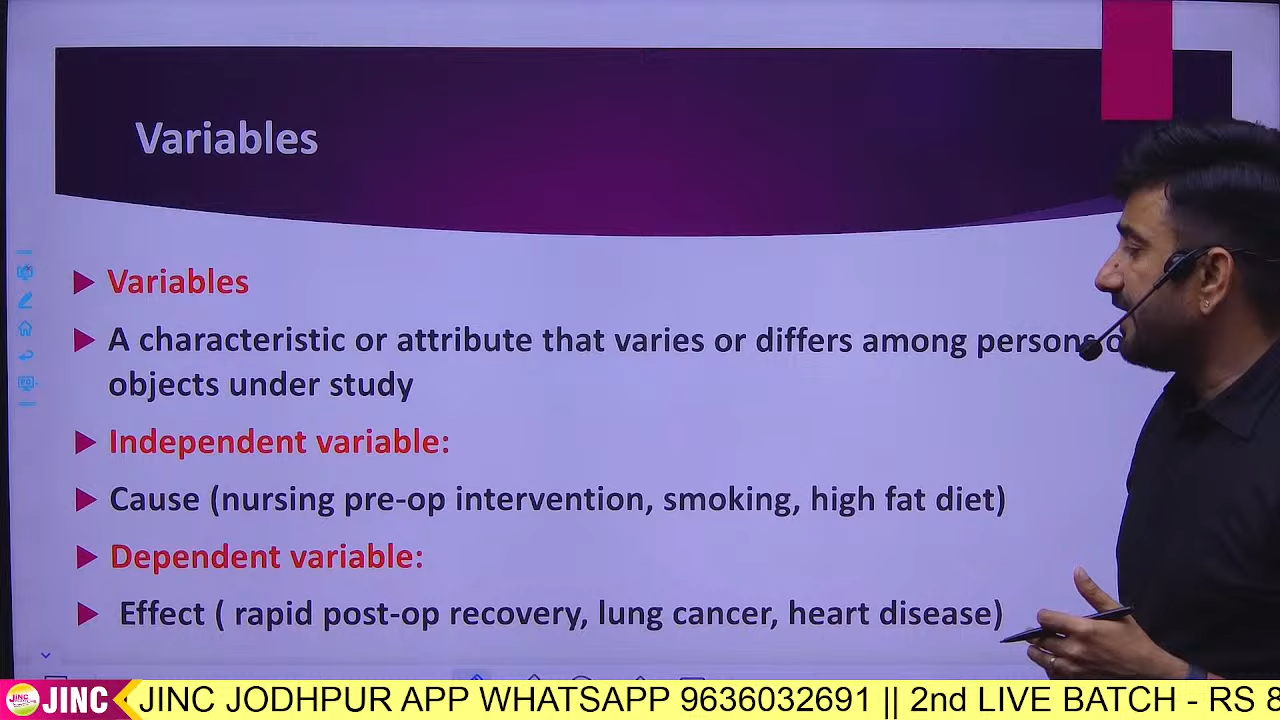 Variables
Variables
A characteristic or attribute that varies or differs among persons
objects under study
Independent variable:
Cause (nursing pre-op intervention, smoking, high fat diet)
Dependent variable:
Effect ( rapid post-op recovery, lung cancer, heart disease)
JINC JINC JODHPUR APP WHATSAPP 9636032691 || 2nd LIVE BATCH - RS 8